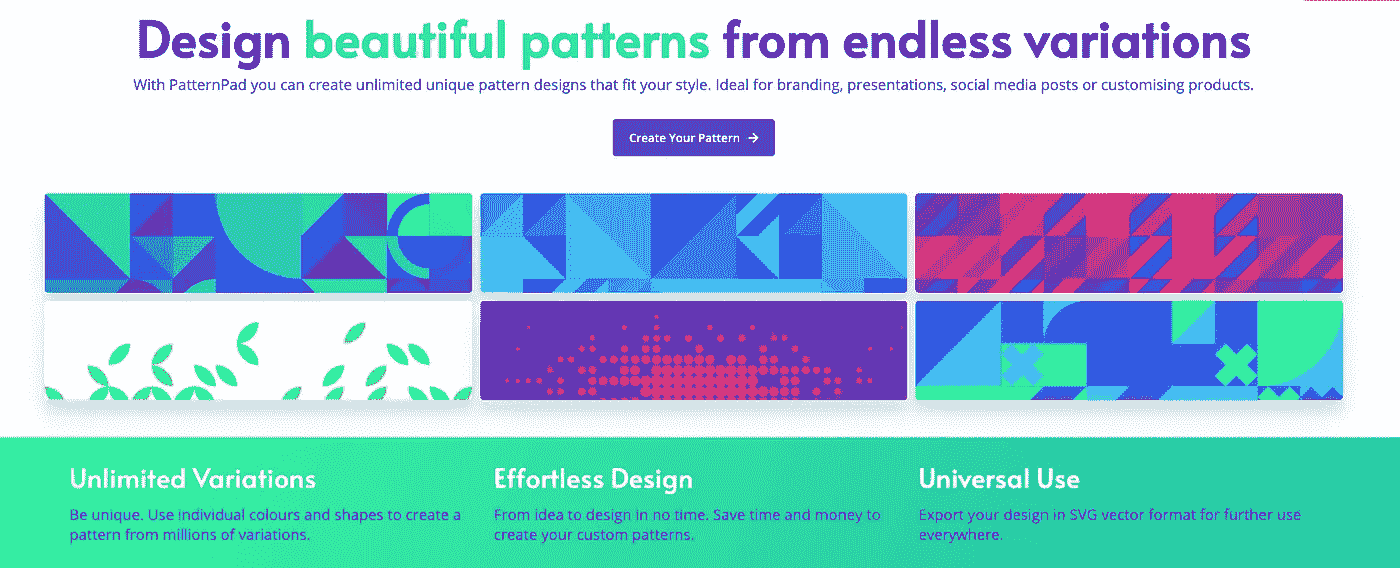 Design beautiful patterns from endless variations
With PatternPad you can create unlimited unique pattern designs that fit your style. Ideal for branding, presentations, social media posts or customising products.
Create Your Pattern →
Unlimited Variations
Be unique. Use individual colours and shapes to create a
pattern from millions of variations.
Effortless Design
From idea to design in no time. Save time and money to
create your custom patterns.
Universal Use
Export your design in SVG vector format for further use
everywhere.